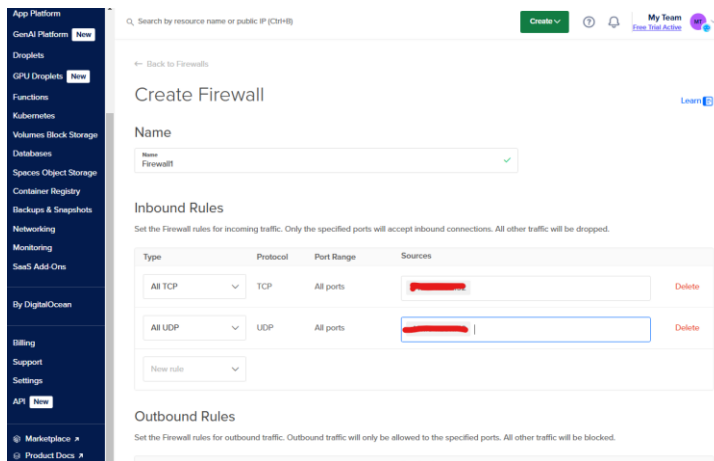 App Platform
GenAI Platform New
Droplets
GPU Droplets New
Functions
Kubernetes
Volumes Block Storage
Databases
Spaces Object Storage
Container Registry
Backups & Snapshots
Networking
Monitoring
SaaS Add-Ons
By DigitalOcean
Billing
Support
Settings
API New
Marketplace ↗
Product Docs ↗
Search by resource name or public IP (Ctrl+B)
Create
?
My Team
Free Trial Active
MT
← Back to Firewalls
Create Firewall
Learn
Name
Name
Firewall1
Inbound Rules
Set the Firewall rules for incoming traffic. Only the specified ports will accept inbound connections. All other traffic will be dropped.
Type Protocol Port Range Sources
All TCP TCP All ports Delete
All UDP UDP All ports Delete
New rule
Outbound Rules
Set the Firewall rules for outbound traffic. Outbound traffic will only be allowed to the specified ports. All other traffic will be blocked.